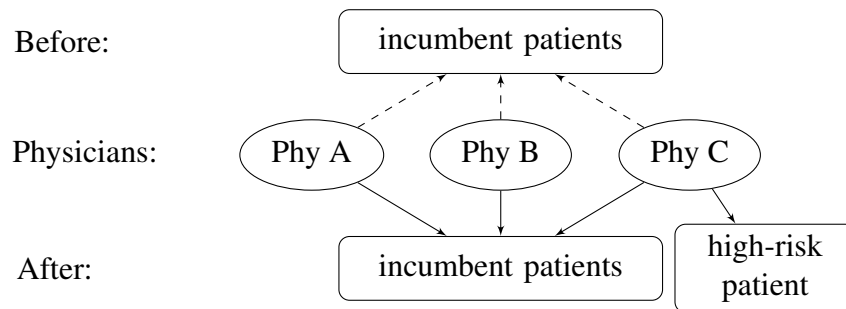 Before:
incumbent patients
Physicians:
Phy A
Phy B
Phy C
After:
incumbent patients
high-risk
patient